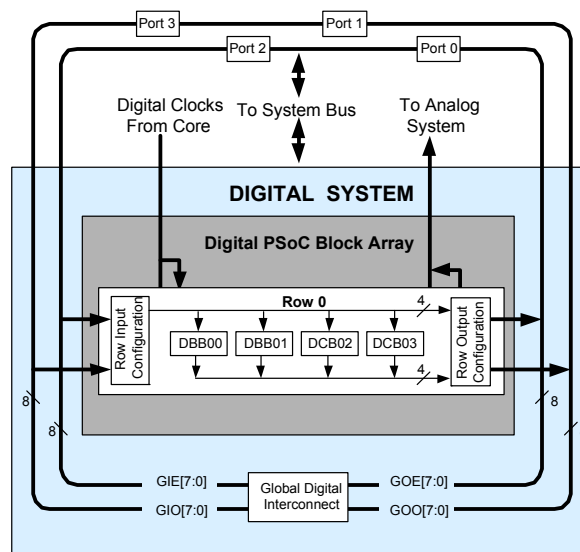 Port 3
Port 1
Port 2
Port 0
Digital Clocks
From Core
To System Bus
To Analog
System
DIGITAL SYSTEM
Digital PSoC Block Array
Row Input
Configuration
Row 0
4
DBB00
DBB01
DCB02
DCB03
4
Row Output
Configuration
8
8
8
8
GIE[7:0]
GIO[7:0]
Global Digital
Interconnect
GOE[7:0]
GOO[7:0]